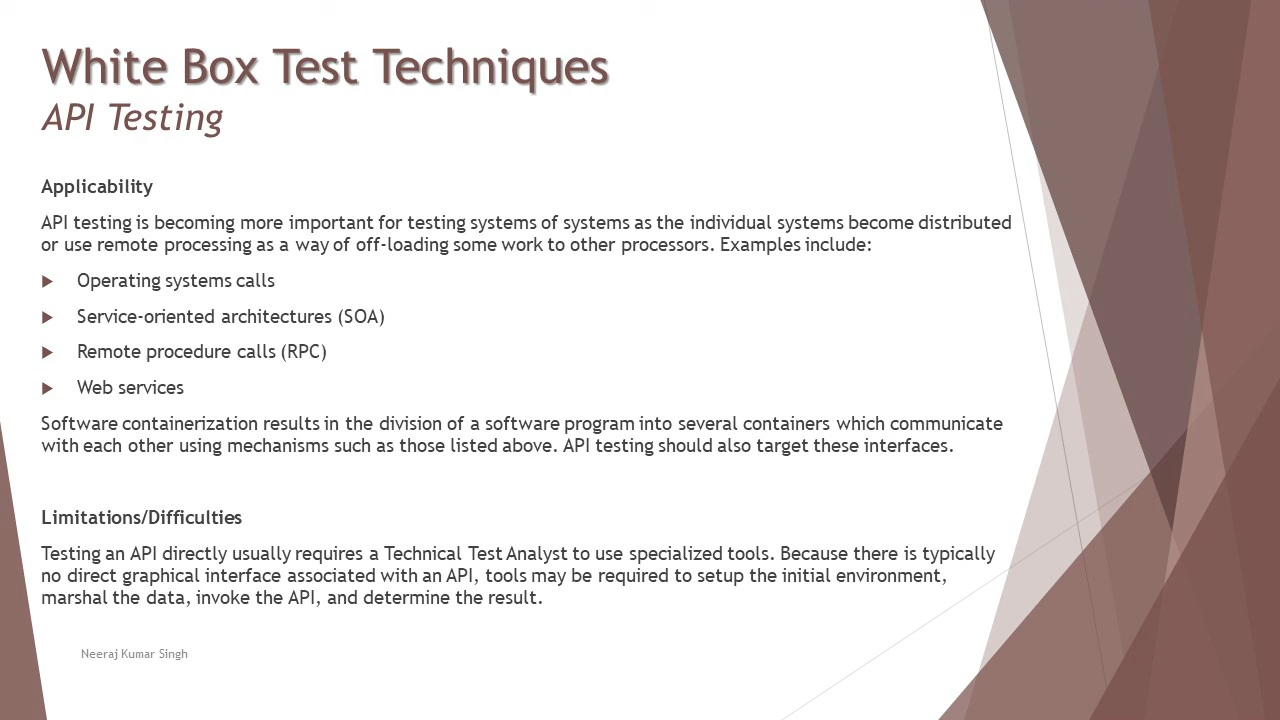 White Box Test Techniques
API Testing
Applicability
API testing is becoming more important for testing systems of systems as the individual systems become distributed
or use remote processing as a way of off-loading some work to other processors. Examples include:
Operating systems calls
Service-oriented architectures (SOA)
Remote procedure calls (RPC)
Web services
Software containerization results in the division of a software program into several containers which communicate
with each other using mechanisms such as those listed above. API testing should also target these interfaces.
Limitations/Difficulties
Testing an API directly usually requires a Technical Test Analyst to use specialized tools. Because there is typically
no direct graphical interface associated with an API, tools may be required to setup the initial environment,
marshal the data, invoke the API, and determine the result.
Neeraj Kumar Singh